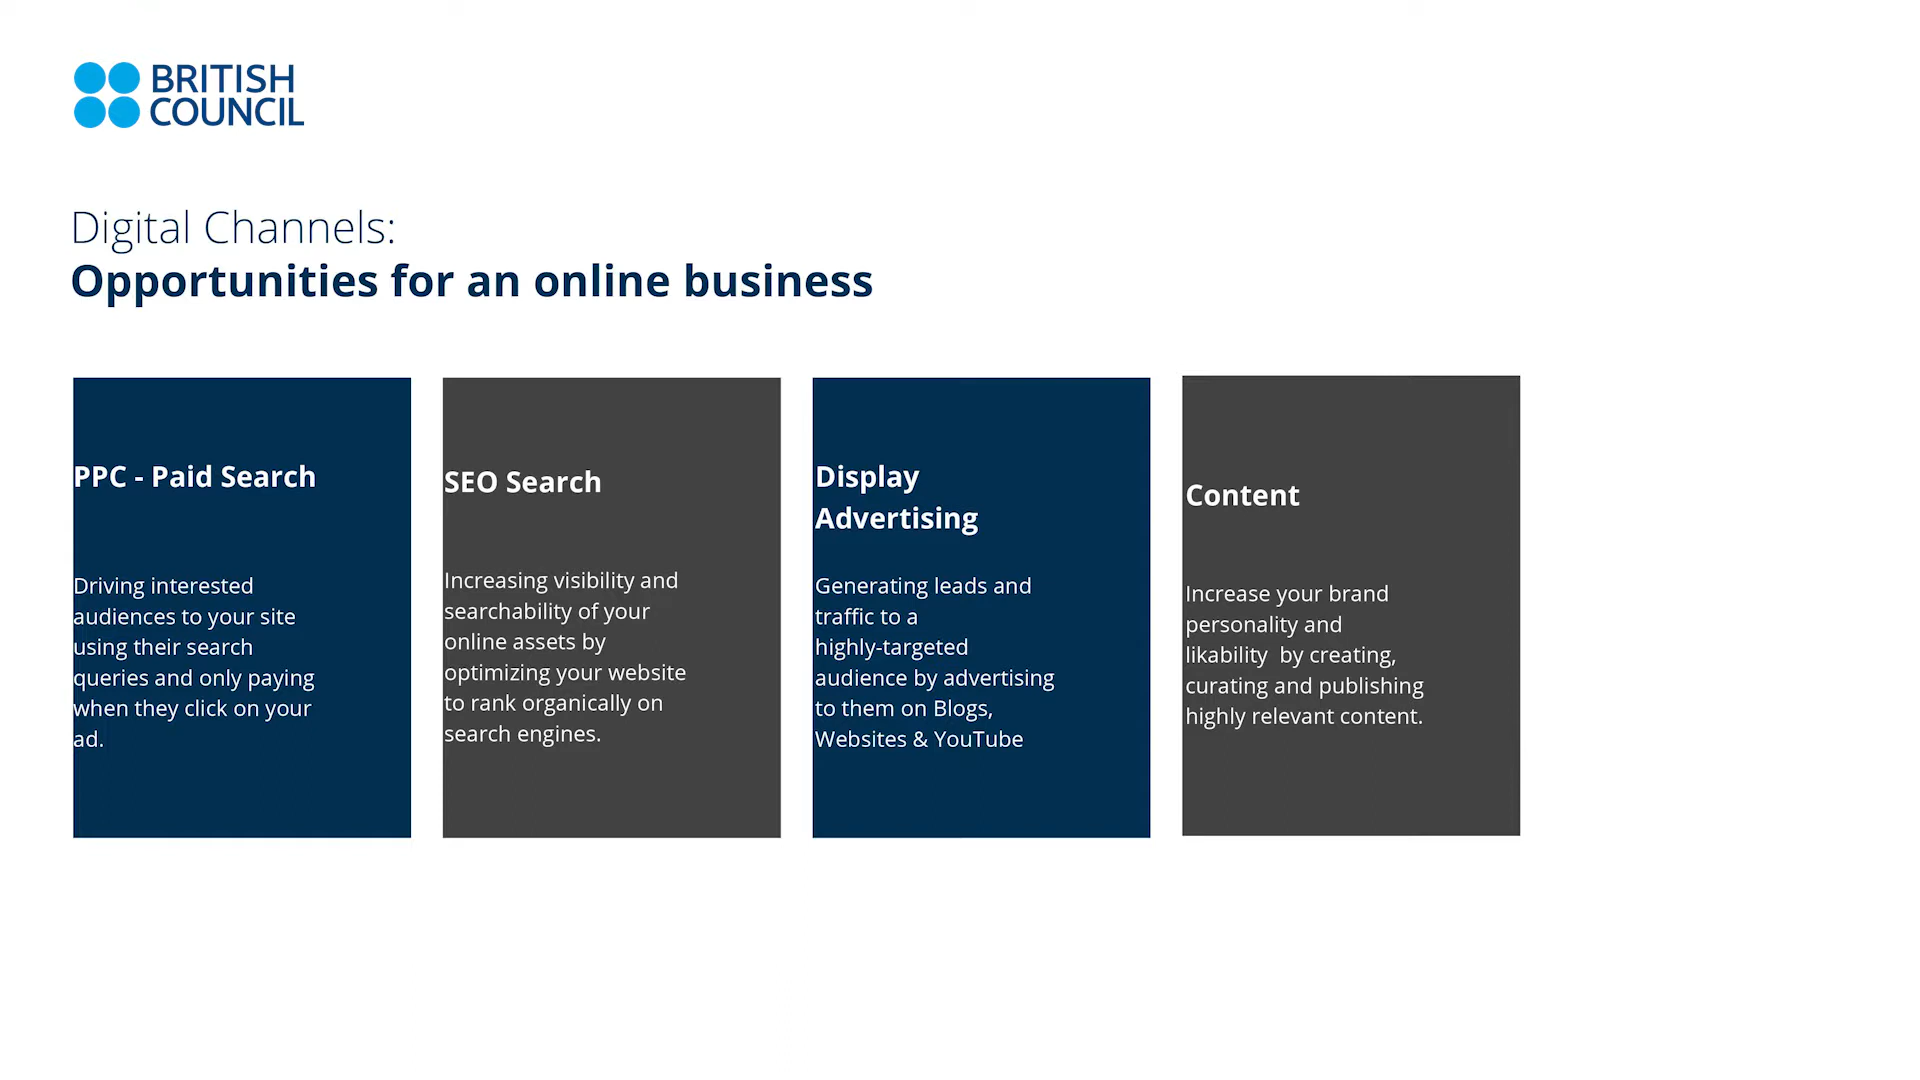 BRITISH
COUNCIL
Digital Channels:
Opportunities for an online business
PPC - Paid Search
Driving interested
audiences to your site
using their search
queries and only paying
when they click on your
ad.
SEO Search
Increasing visibility and
searchability of your
online assets by
optimizing your website
to rank organically on
search engines.
Display
Advertising
Generating leads and
traffic to a
highly-targeted
audience by advertising
to them on Blogs,
Websites & YouTube
Content
Increase your brand
personality and
likability  by creating,
curating and publishing
highly relevant content.